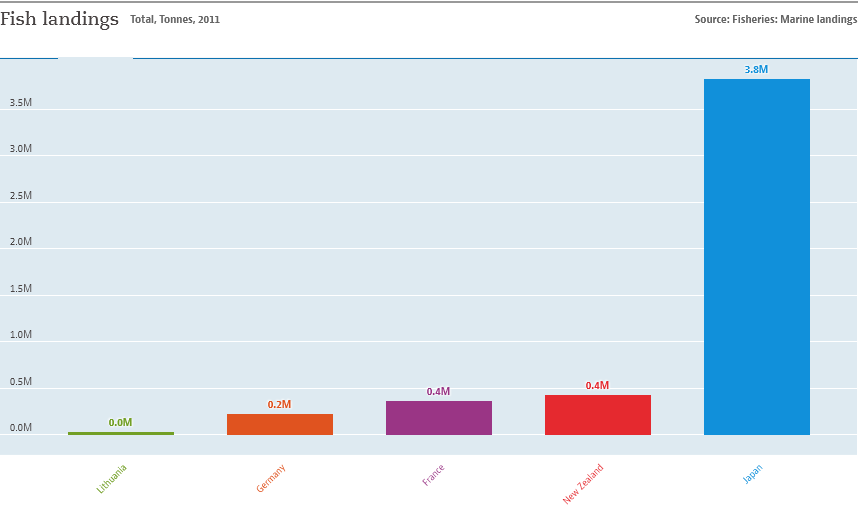 Fish landings Total, Tonnes, 2011 Source: Fisheries: Marine landings
3.8M
3.5M
3.0M
2.5M
2.0M
1.5M
1.0M
0.5M
0.4M
0.4M
0.2M
0.0M
0.0M
Lithuania Germany France New Zealand Japan